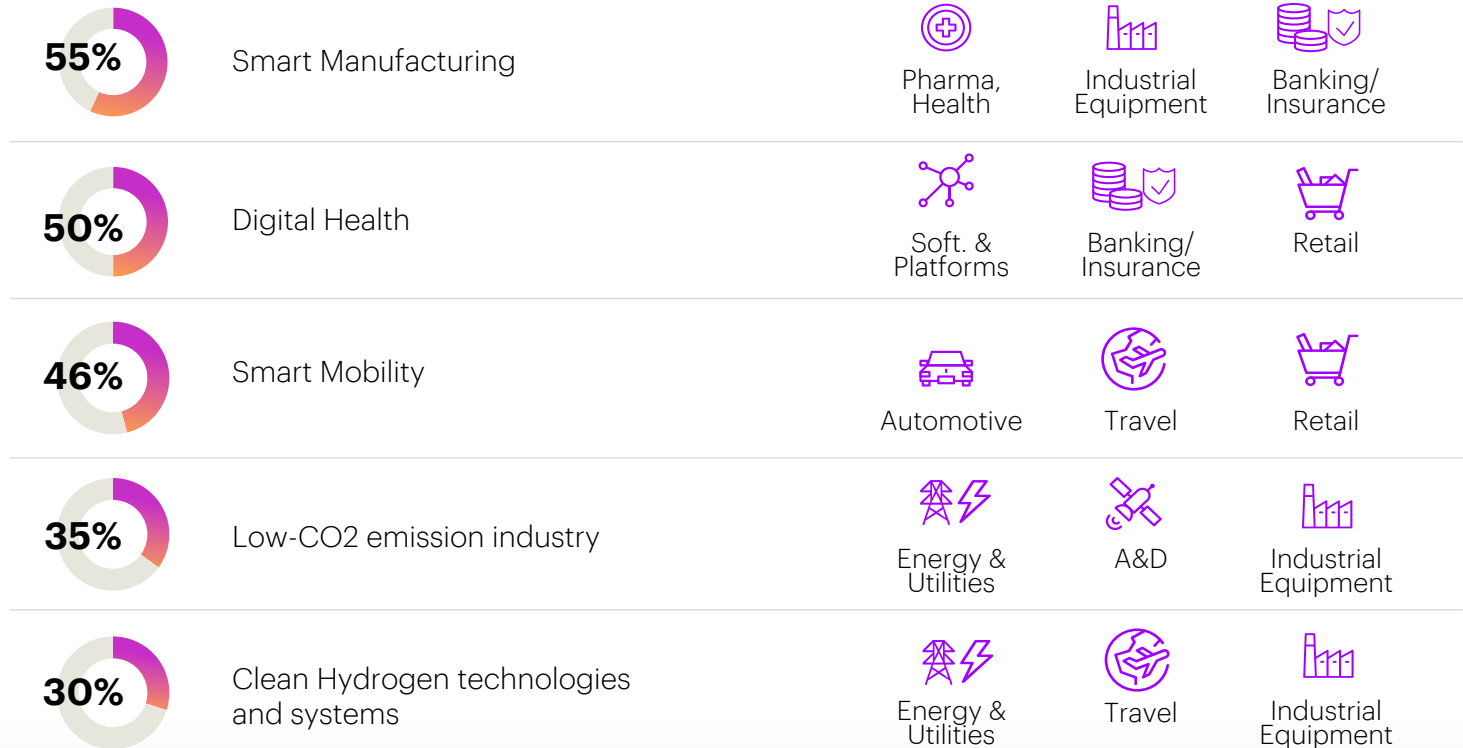 55%
Smart Manufacturing
Pharma,
Health
Industrial
Equipment
Banking/
Insurance
50%
Digital Health
Soft. &
Platforms
Banking/
Insurance
Retail
46%
Smart Mobility
Automotive
Travel
Retail
35%
Low-CO2 emission industry
Energy &
Utilities
A&D
Industrial
Equipment
30%
Clean Hydrogen technologies
and systems
Energy &
Utilities
Travel
Industrial
Equipment